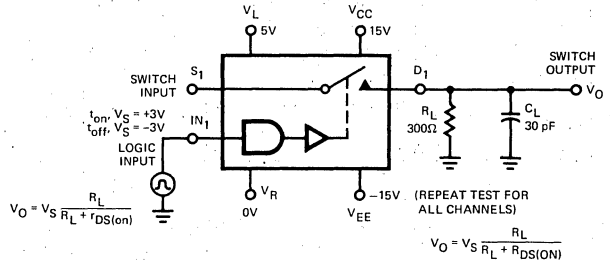 V_L
5V
V_CC
15V
SWITCH INPUT
S_1
D_1
SWITCH OUTPUT
V_O
t_on, V_S = +3V
t_off, V_S = -3V
IN_1
LOGIC INPUT
R_L
300Ω
C_L
30 pF
V_R
0V
-15V
V_EE
(REPEAT TEST FOR
ALL CHANNELS)
V_O = V_S R_L / (R_L + r_DS(on))
V_O = V_S R_L / (R_L + R_DS(ON))